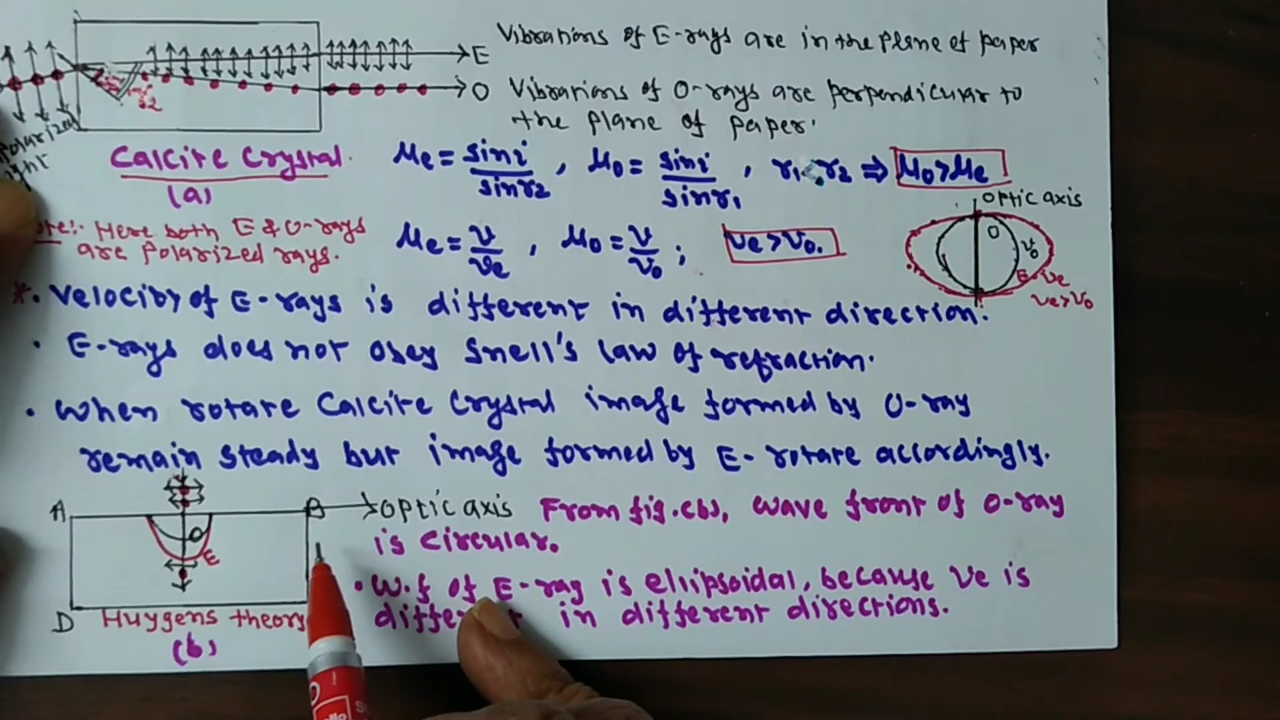 Vibrations of E-rays are in the plane of paper
E
O
Vibrations of O-rays are perpendicular to
the plane of paper.
Calcite Crystal.
(a)
μe = sin i / sin r2 , μo = sin i / sin r1 , r1 < r2 ⇒ μo > μe
optic axis
Note:- Here both E & O-rays
are Polarized rays.
μe = v / ve , μo = v / vo ; ve > vo.
O
vo
E
ve
ve > vo
*. Velocity of E-rays is different in different direction.
• E-rays does not obey Snell's law of refraction.
• When rotate Calcite Crystal image formed by O-ray
remain steady but image formed by E-rotate accordingly.
A
B
optic axis
From fig.(b), wave front of O-ray
is circular.
O
E
• W.f of E-ray is ellipsoidal, because ve is
in different directions.
D
Huygens theory
(b)